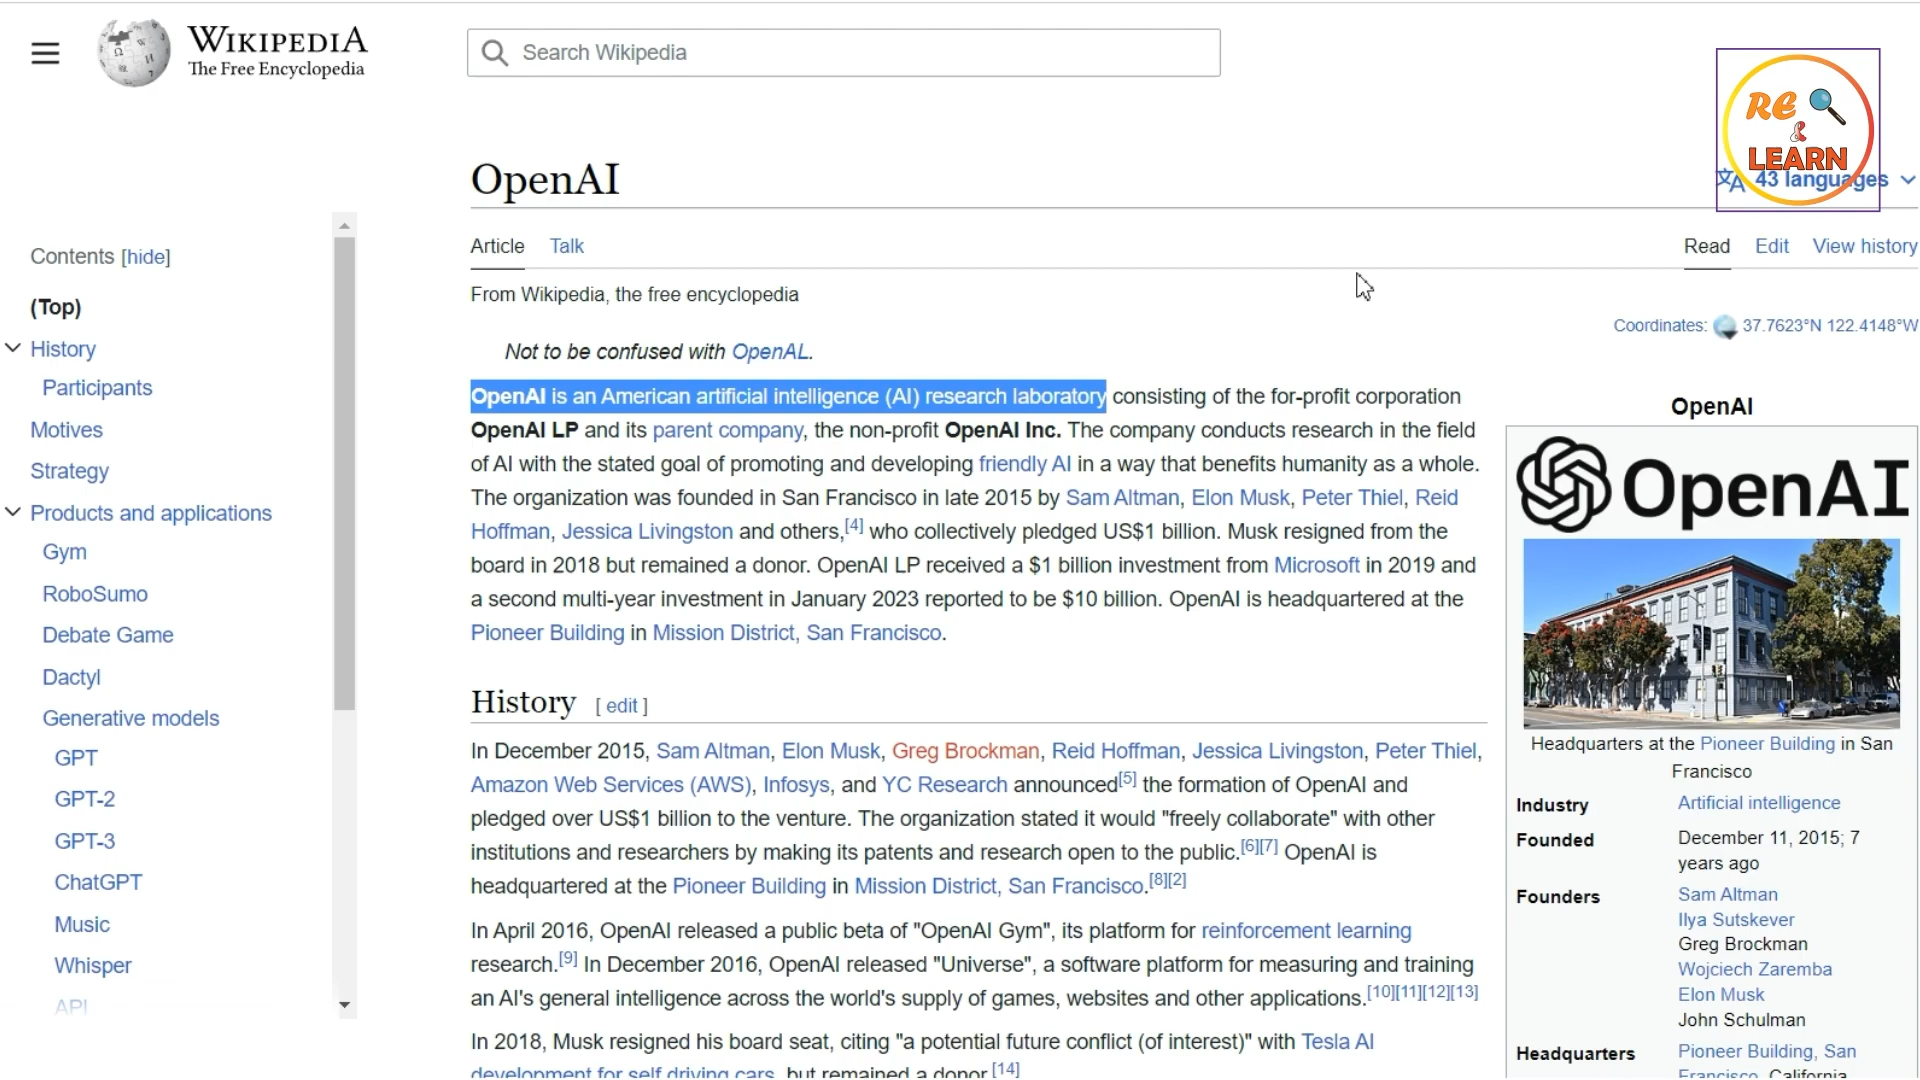 WIKIPEDIA
The Free Encyclopedia
Search Wikipedia
RE
&
LEARN
OpenAI
43 languages
Contents [hide]
(Top)
History
Participants
Motives
Strategy
Products and applications
Gym
RoboSumo
Debate Game
Dactyl
Generative models
GPT
GPT-2
GPT-3
ChatGPT
Music
Whisper
API
Article Talk
Read Edit View history
From Wikipedia, the free encyclopedia
Coordinates: 37.7623°N 122.4148°W
Not to be confused with OpenAL.
OpenAI is an American artificial intelligence (AI) research laboratory consisting of the for-profit corporation
OpenAI LP and its parent company, the non-profit OpenAI Inc. The company conducts research in the field
of AI with the stated goal of promoting and developing friendly AI in a way that benefits humanity as a whole.
The organization was founded in San Francisco in late 2015 by Sam Altman, Elon Musk, Peter Thiel, Reid
Hoffman, Jessica Livingston and others,[4] who collectively pledged US$1 billion. Musk resigned from the
board in 2018 but remained a donor. OpenAI LP received a $1 billion investment from Microsoft in 2019 and
a second multi-year investment in January 2023 reported to be $10 billion. OpenAI is headquartered at the
Pioneer Building in Mission District, San Francisco.
History [ edit ]
In December 2015, Sam Altman, Elon Musk, Greg Brockman, Reid Hoffman, Jessica Livingston, Peter Thiel,
Amazon Web Services (AWS), Infosys, and YC Research announced[5] the formation of OpenAI and
pledged over US$1 billion to the venture. The organization stated it would "freely collaborate" with other
institutions and researchers by making its patents and research open to the public.[6][7] OpenAI is
headquartered at the Pioneer Building in Mission District, San Francisco.[8][2]
In April 2016, OpenAI released a public beta of "OpenAI Gym", its platform for reinforcement learning
research.[9] In December 2016, OpenAI released "Universe", a software platform for measuring and training
an AI's general intelligence across the world's supply of games, websites and other applications.[10][11][12][13]
In 2018, Musk resigned his board seat, citing "a potential future conflict (of interest)" with Tesla AI
development for self driving cars, but remained a donor.[14]
OpenAI
OpenAI
Headquarters at the Pioneer Building in San
Francisco
Industry Artificial intelligence
Founded December 11, 2015; 7
years ago
Founders Sam Altman
Ilya Sutskever
Greg Brockman
Wojciech Zaremba
Elon Musk
John Schulman
Headquarters Pioneer Building, San
Francisco, California